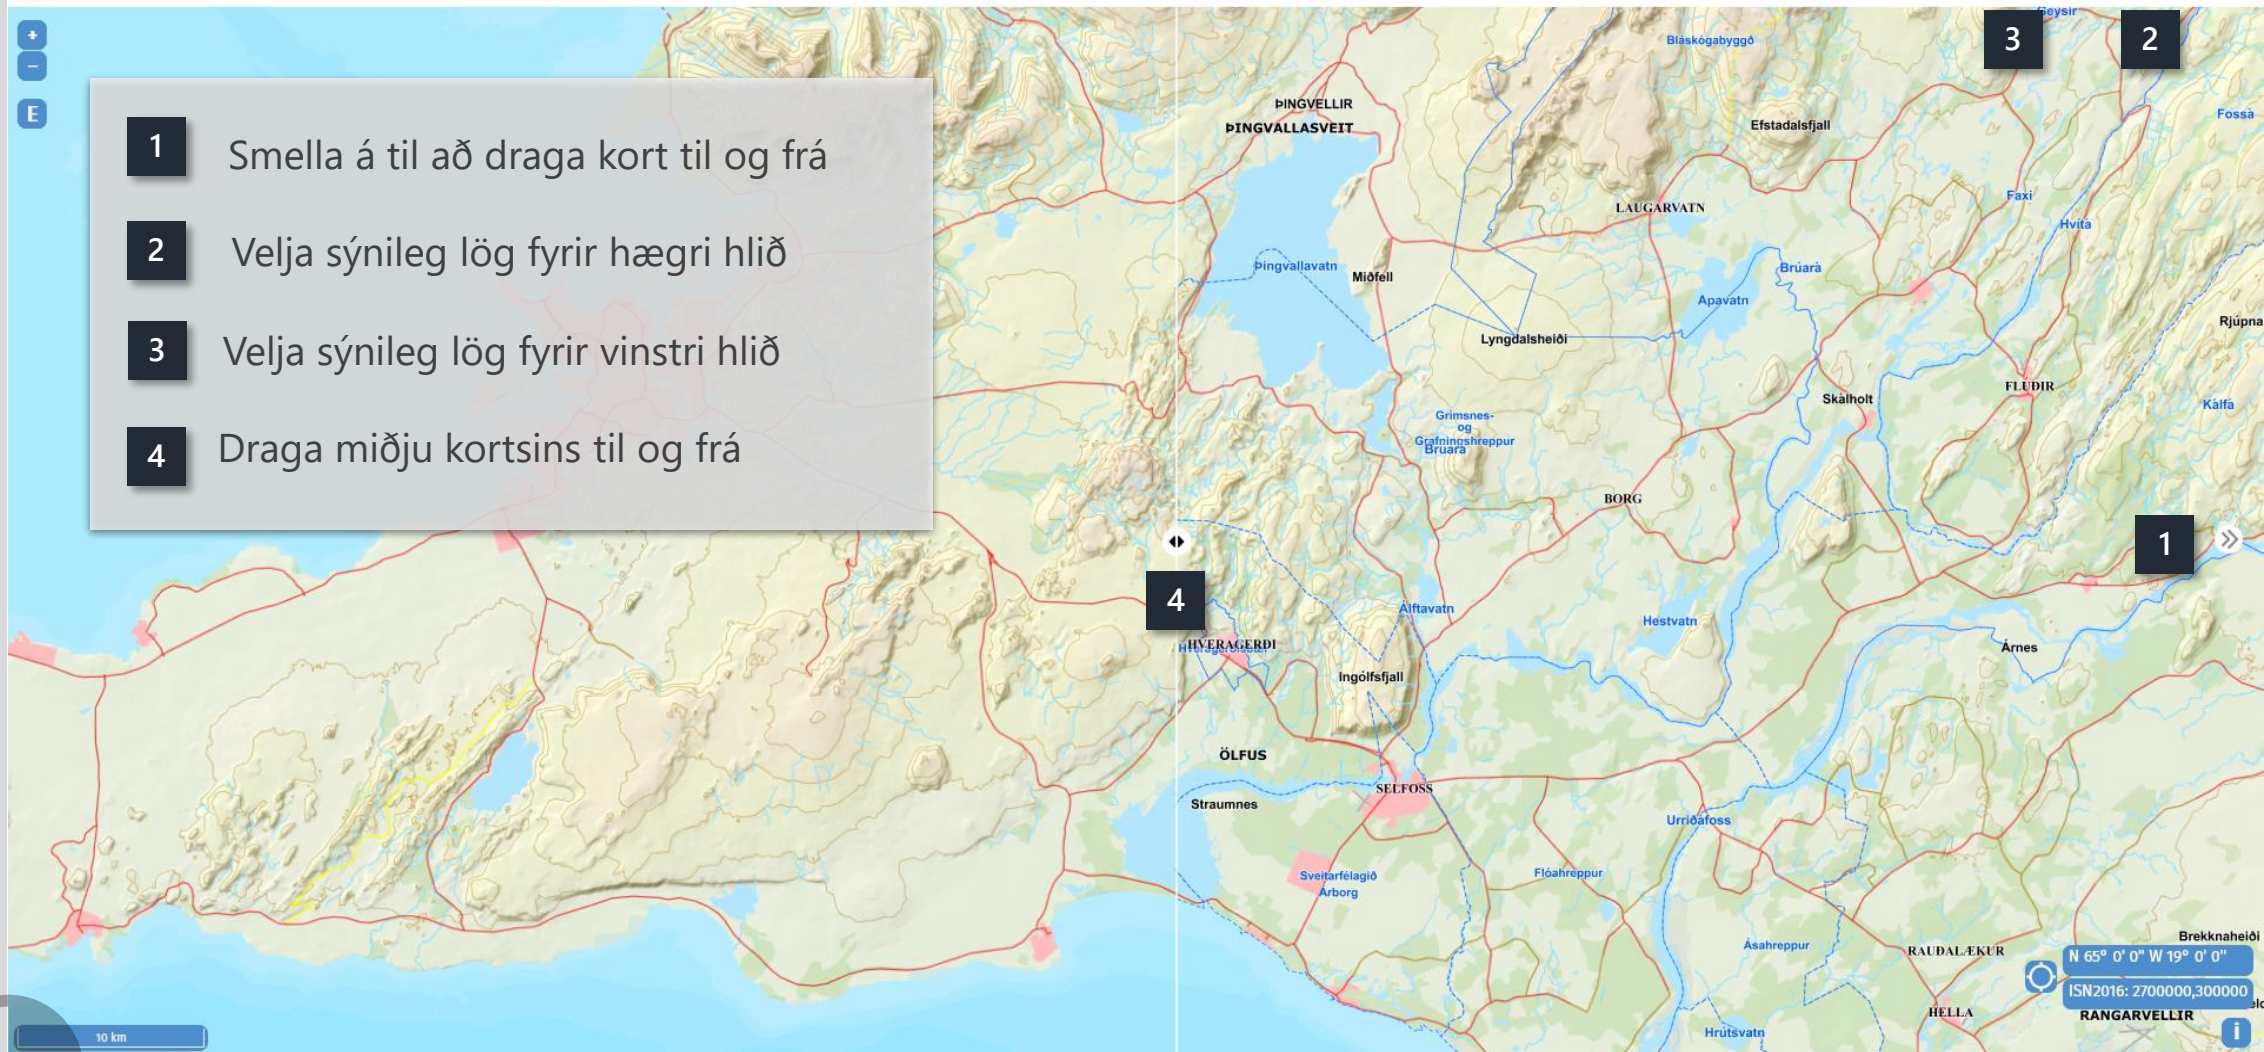 +
−
E
1 Smella á til að draga kort til og frá
2 Velja sýnileg lög fyrir hægri hlið
3 Velja sýnileg lög fyrir vinstri hlið
4 Draga miðju kortsins til og frá
Geysir
3
2
Bláskógabyggð
ÞINGVELLIR
ÞINGVALLASVEIT
Efstadalsfjall
Fossá
Faxi
LAUGARVATN
Hvítá
Þingvallavatn
Miðfell
Brúará
Apavatn
Lyngdalsheiði
Rjúpna
FLÚÐIR
Skálholt
Kálfá
Grímsnes-
og
Grafningshreppur
Brúará
BORG
1
4
Álftavatn
Hestvatn
HVERAGERÐI
Árnes
Ingólfsfjall
ÖLFUS
SELFOSS
Straumnes
Urriðafoss
Sveitarfélagið
Árborg
Flóahreppur
Ásahreppur
RAUÐALÆKUR
Brekknaheiði
N 65° 0' 0" W 19° 0' 0"
ISN2016: 2700000,300000
HELLA
RANGÁRVELLIR
Hrútsvatn
10 km
i